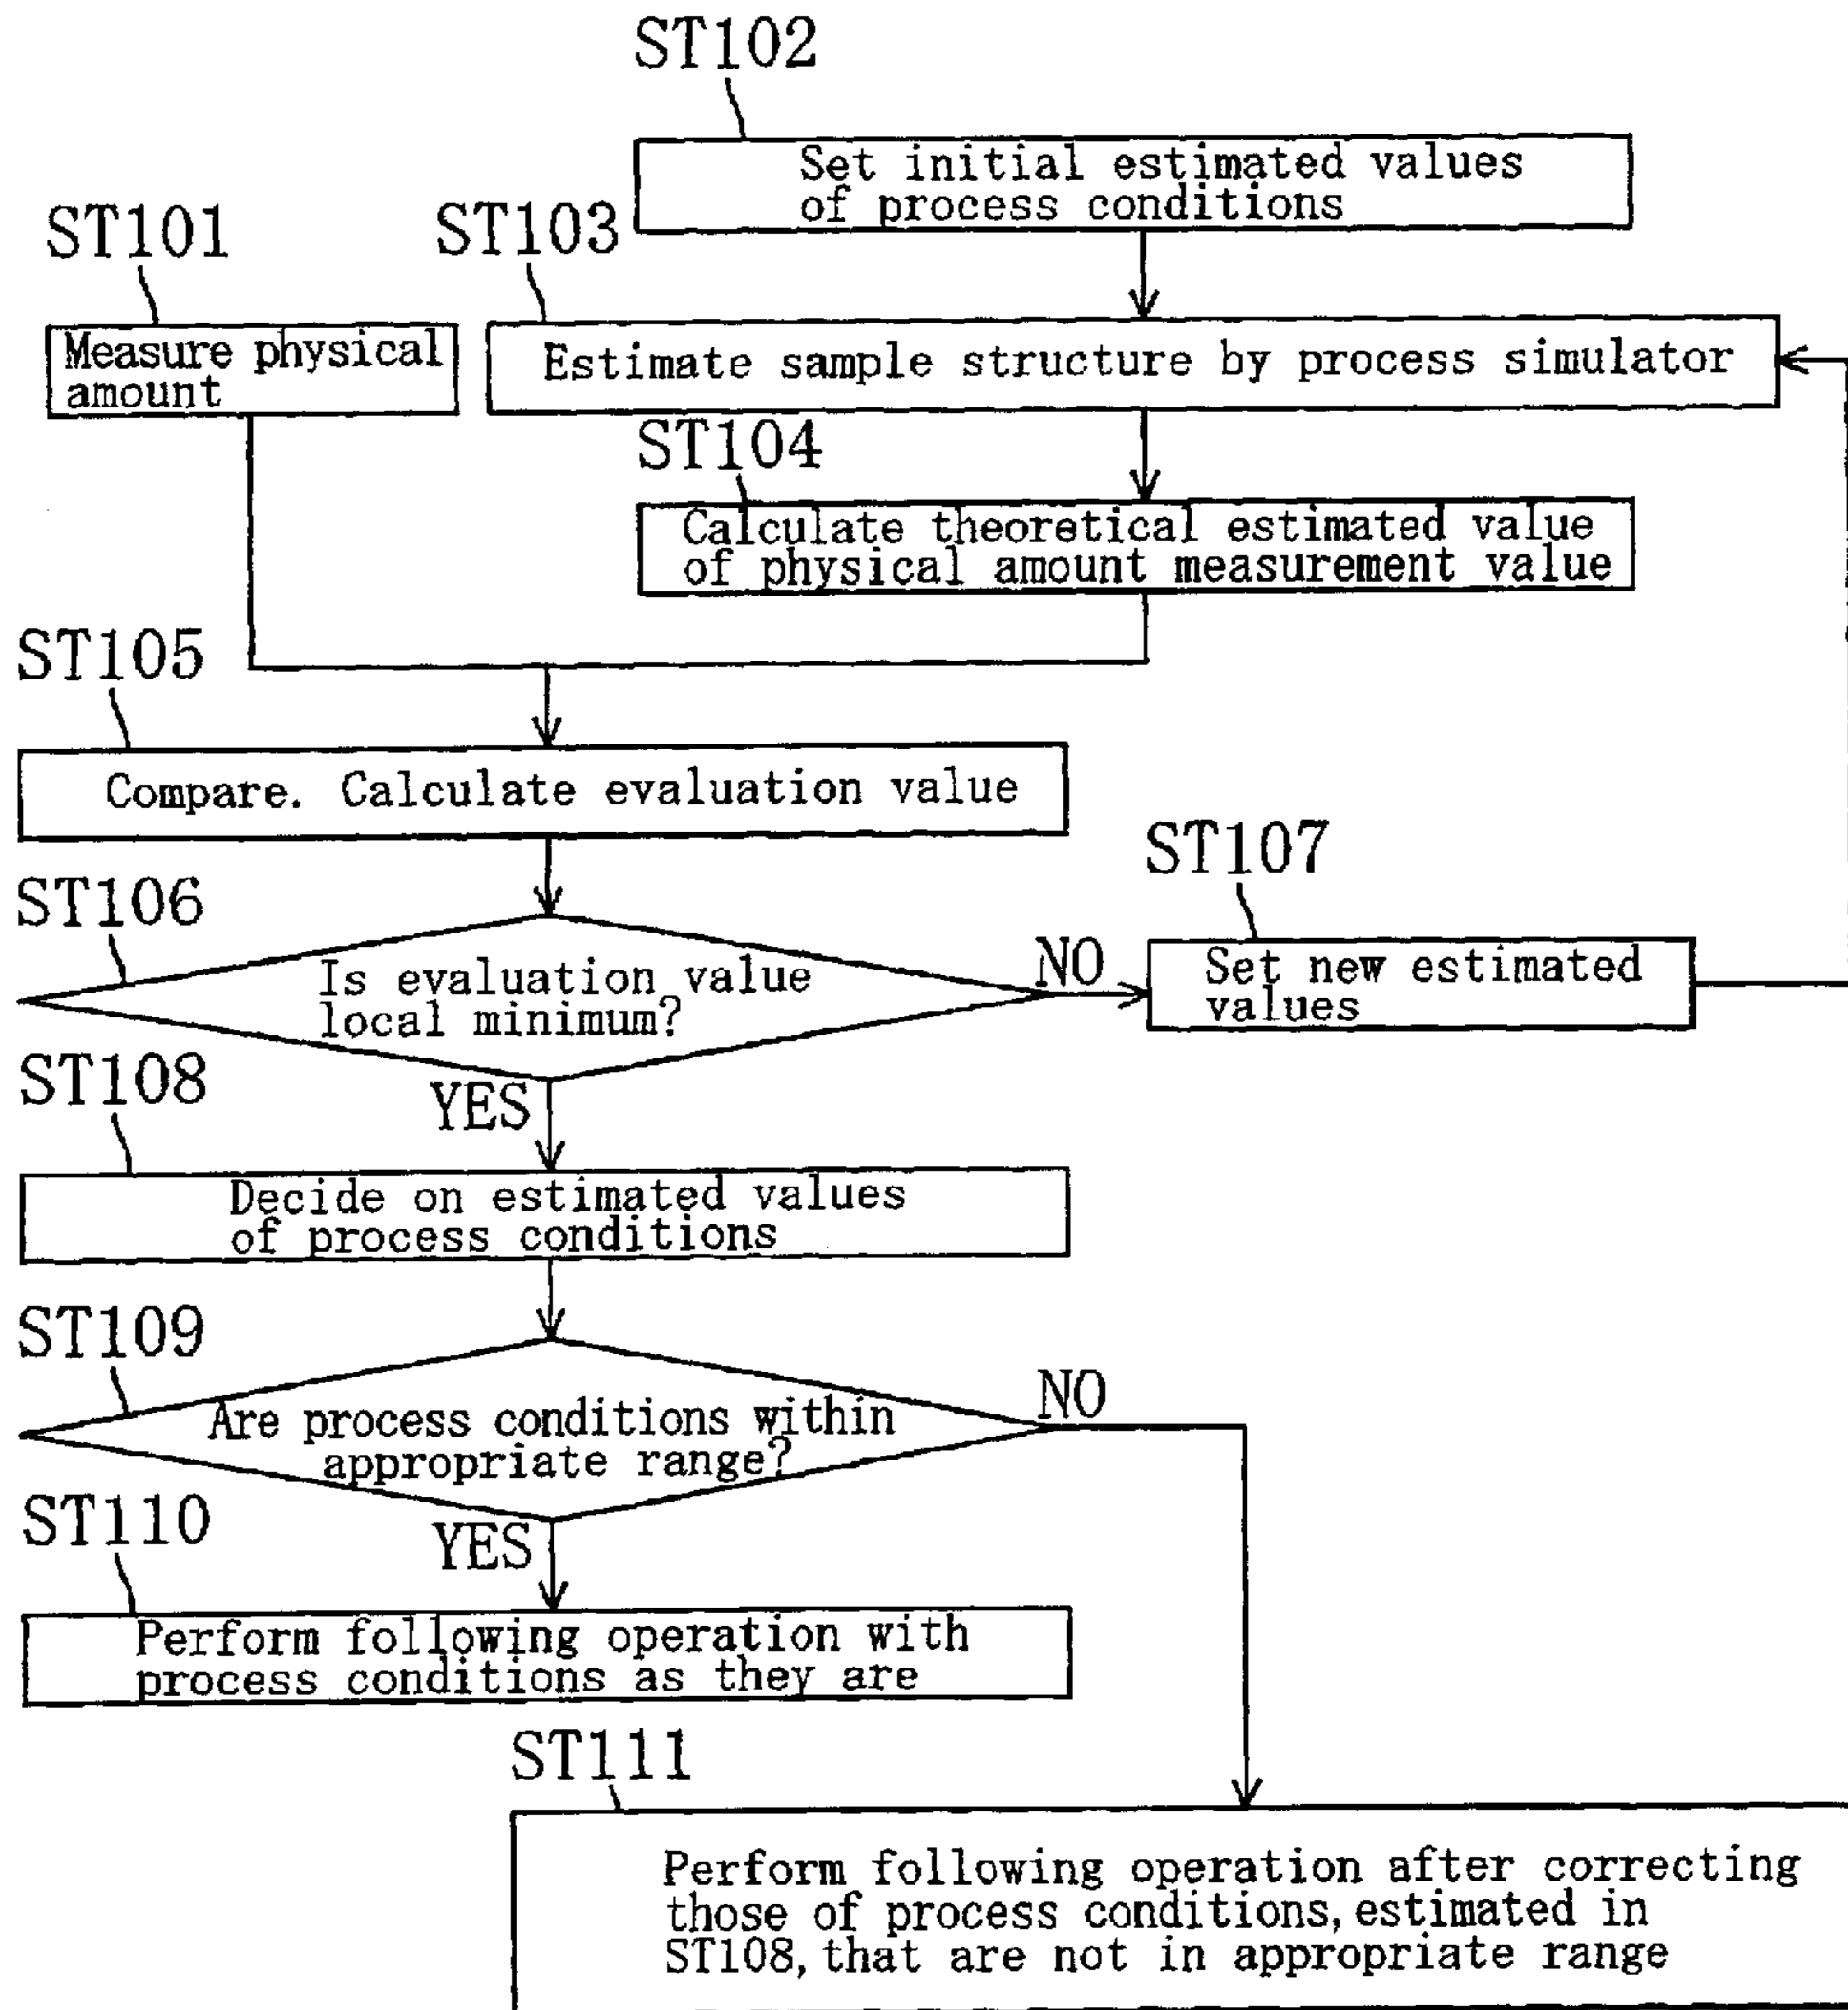 ST102
Set initial estimated values
of process conditions
ST101
ST103
Measure physical
amount
Estimate sample structure by process simulator
ST104
Calculate theoretical estimated value
of physical amount measurement value
ST105
Compare. Calculate evaluation value
ST107
ST106
NO
Is evaluation value
local minimum?
Set new estimated
values
ST108
YES
Decide on estimated values
of process conditions
ST109
NO
Are process conditions within
appropriate range?
ST110
YES
Perform following operation with
process conditions as they are
ST111
Perform following operation after correcting
those of process conditions, estimated in
ST108, that are not in appropriate range